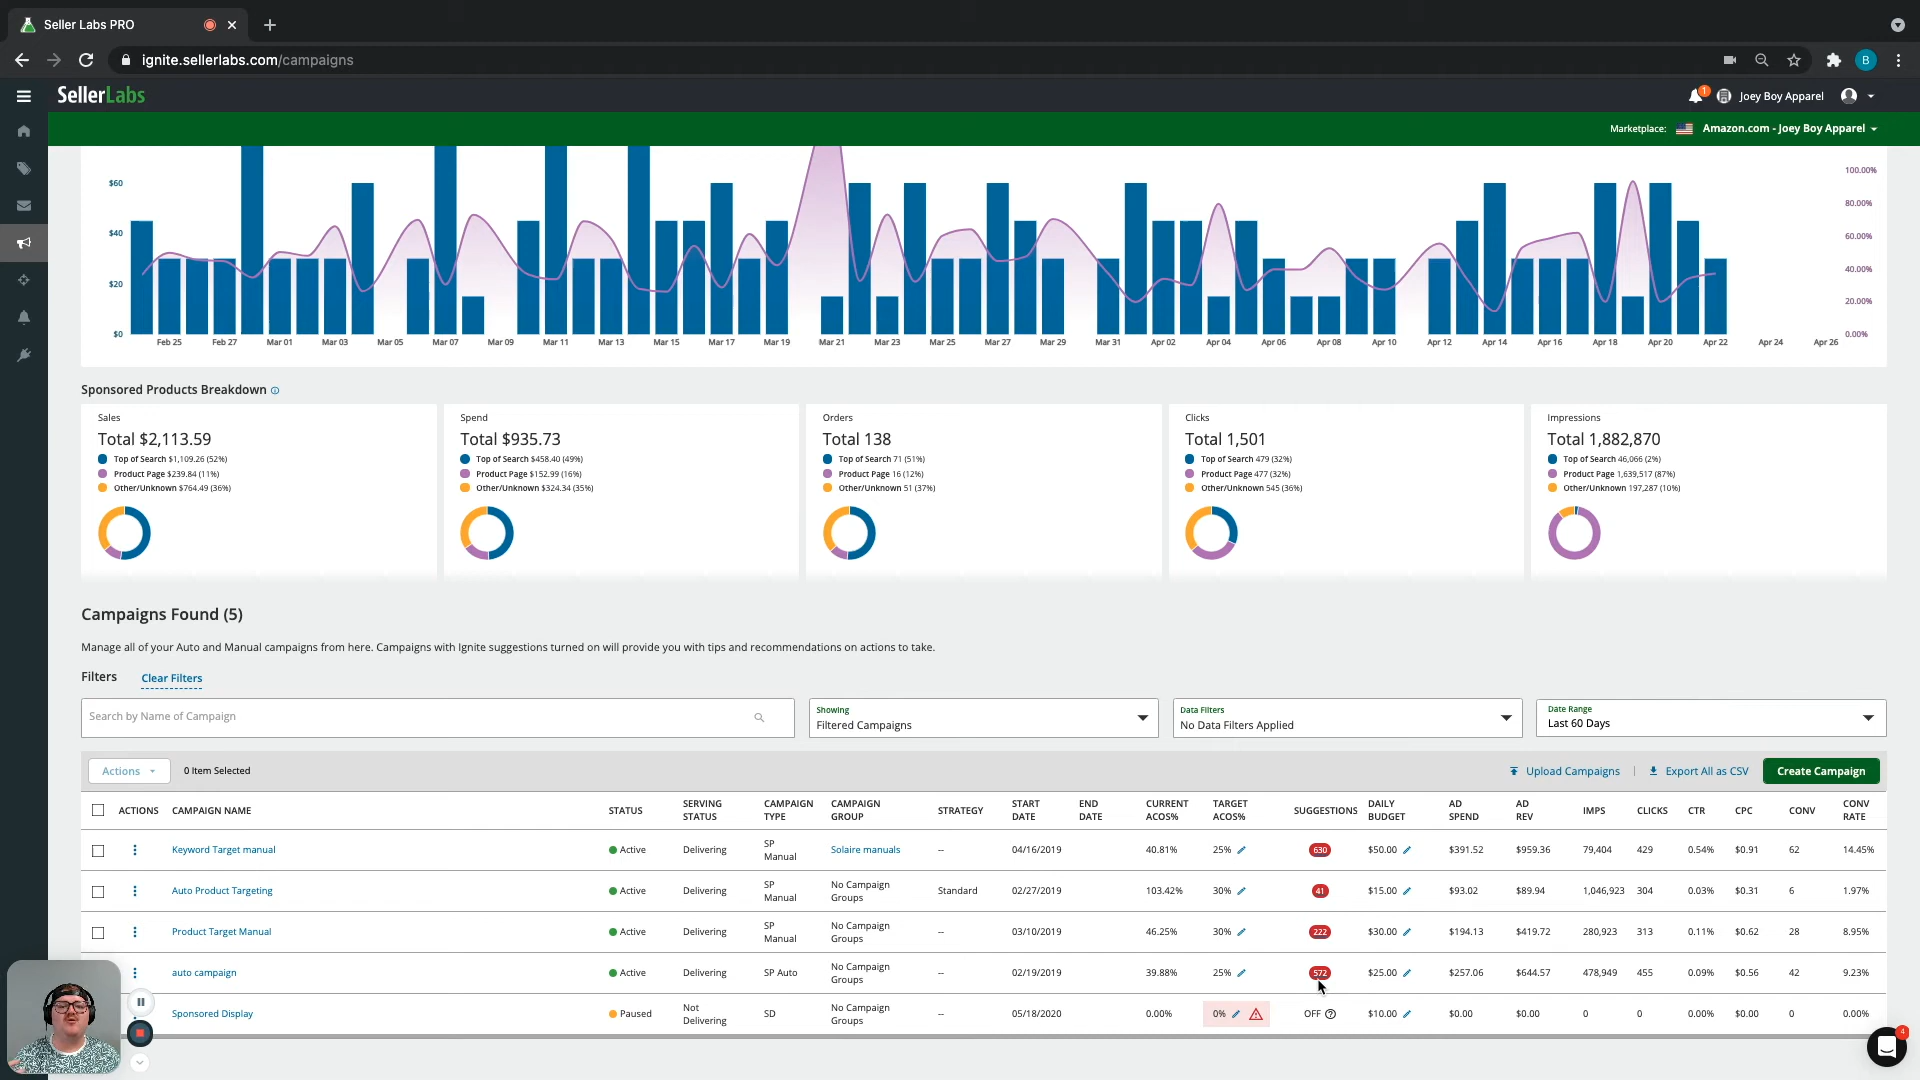 Seller Labs PRO
ignite.sellerlabs.com/campaigns
B
SellerLabs
1
Joey Boy Apparel
Marketplace: Amazon.com - Joey Boy Apparel
$60
$40
$20
$0
100.00%
80.00%
60.00%
40.00%
20.00%
0.00%
Feb 25 Feb 27 Mar 01 Mar 03 Mar 05 Mar 07 Mar 09 Mar 11 Mar 13 Mar 15 Mar 17 Mar 19 Mar 21 Mar 23 Mar 25 Mar 27 Mar 29 Mar 31 Apr 02 Apr 04 Apr 06 Apr 08 Apr 10 Apr 12 Apr 14 Apr 16 Apr 18 Apr 20 Apr 22 Apr 24 Apr 26
Sponsored Products Breakdown
Sales
Total $2,113.59
Top of Search $1,109.26 (52%)
Product Page $239.84 (11%)
Other/Unknown $764.49 (36%)
Spend
Total $935.73
Top of Search $458.40 (49%)
Product Page $152.99 (16%)
Other/Unknown $324.34 (35%)
Orders
Total 138
Top of Search 71 (51%)
Product Page 16 (12%)
Other/Unknown 51 (37%)
Clicks
Total 1,501
Top of Search 479 (32%)
Product Page 477 (32%)
Other/Unknown 545 (36%)
Impressions
Total 1,882,870
Top of Search 46,066 (2%)
Product Page 1,639,517 (87%)
Other/Unknown 197,287 (10%)
Campaigns Found (5)
Manage all of your Auto and Manual campaigns from here. Campaigns with Ignite suggestions turned on will provide you with tips and recommendations on actions to take.
Filters Clear Filters
Search by Name of Campaign
Showing
Filtered Campaigns
Data Filters
No Data Filters Applied
Date Range
Last 60 Days
Actions 0 Item Selected Upload Campaigns | Export All as CSV Create Campaign
ACTIONS CAMPAIGN NAME STATUS SERVING STATUS CAMPAIGN TYPE CAMPAIGN GROUP STRATEGY START DATE END DATE CURRENT ACOS% TARGET ACOS% SUGGESTIONS DAILY BUDGET AD SPEND AD REV IMPS CLICKS CTR CPC CONV CONV RATE
Keyword Target manual Active Delivering SP Manual Solaire manuals -- 04/16/2019 40.81% 25% 630 $50.00 $391.52 $959.36 79,404 429 0.54% $0.91 62 14.45%
Auto Product Targeting Active Delivering SP Manual No Campaign Groups Standard 02/27/2019 103.42% 30% 41 $15.00 $93.02 $89.94 1,046,923 304 0.03% $0.31 6 1.97%
Product Target Manual Active Delivering SP Manual No Campaign Groups -- 03/10/2019 46.25% 30% 222 $30.00 $194.13 $419.72 280,923 313 0.11% $0.62 28 8.95%
auto campaign Active Delivering SP Auto No Campaign Groups -- 02/19/2019 39.88% 25% 572 $25.00 $257.06 $644.57 478,949 455 0.09% $0.56 42 9.23%
Sponsored Display Paused Not Delivering SD No Campaign Groups -- 05/18/2020 0.00% 0% OFF $10.00 $0.00 $0.00 0 0 0.00% $0.00 0 0.00%
4